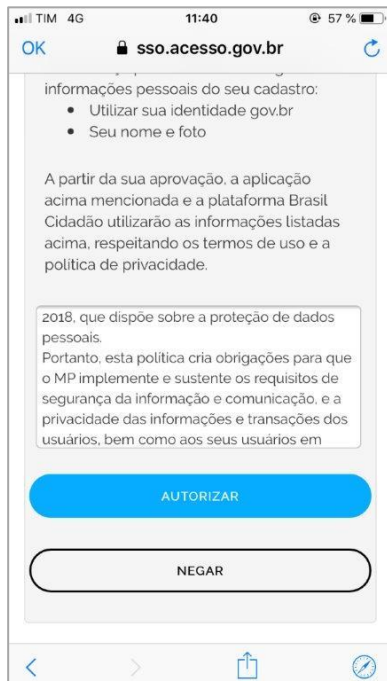 TIM 4G 11:40 57 %
OK sso.acesso.gov.br
informações pessoais do seu cadastro:
• Utilizar sua identidade gov.br
• Seu nome e foto
A partir da sua aprovação, a aplicação
acima mencionada e a plataforma Brasil
Cidadão utilizarão as informações listadas
acima, respeitando os termos de uso e a
política de privacidade.
2018, que dispõe sobre a proteção de dados
pessoais.
Portanto, esta política cria obrigações para que
o MP implemente e sustente os requisitos de
segurança da informação e comunicação, e a
privacidade das informações e transações dos
usuários, bem como aos seus usuários em
AUTORIZAR
NEGAR